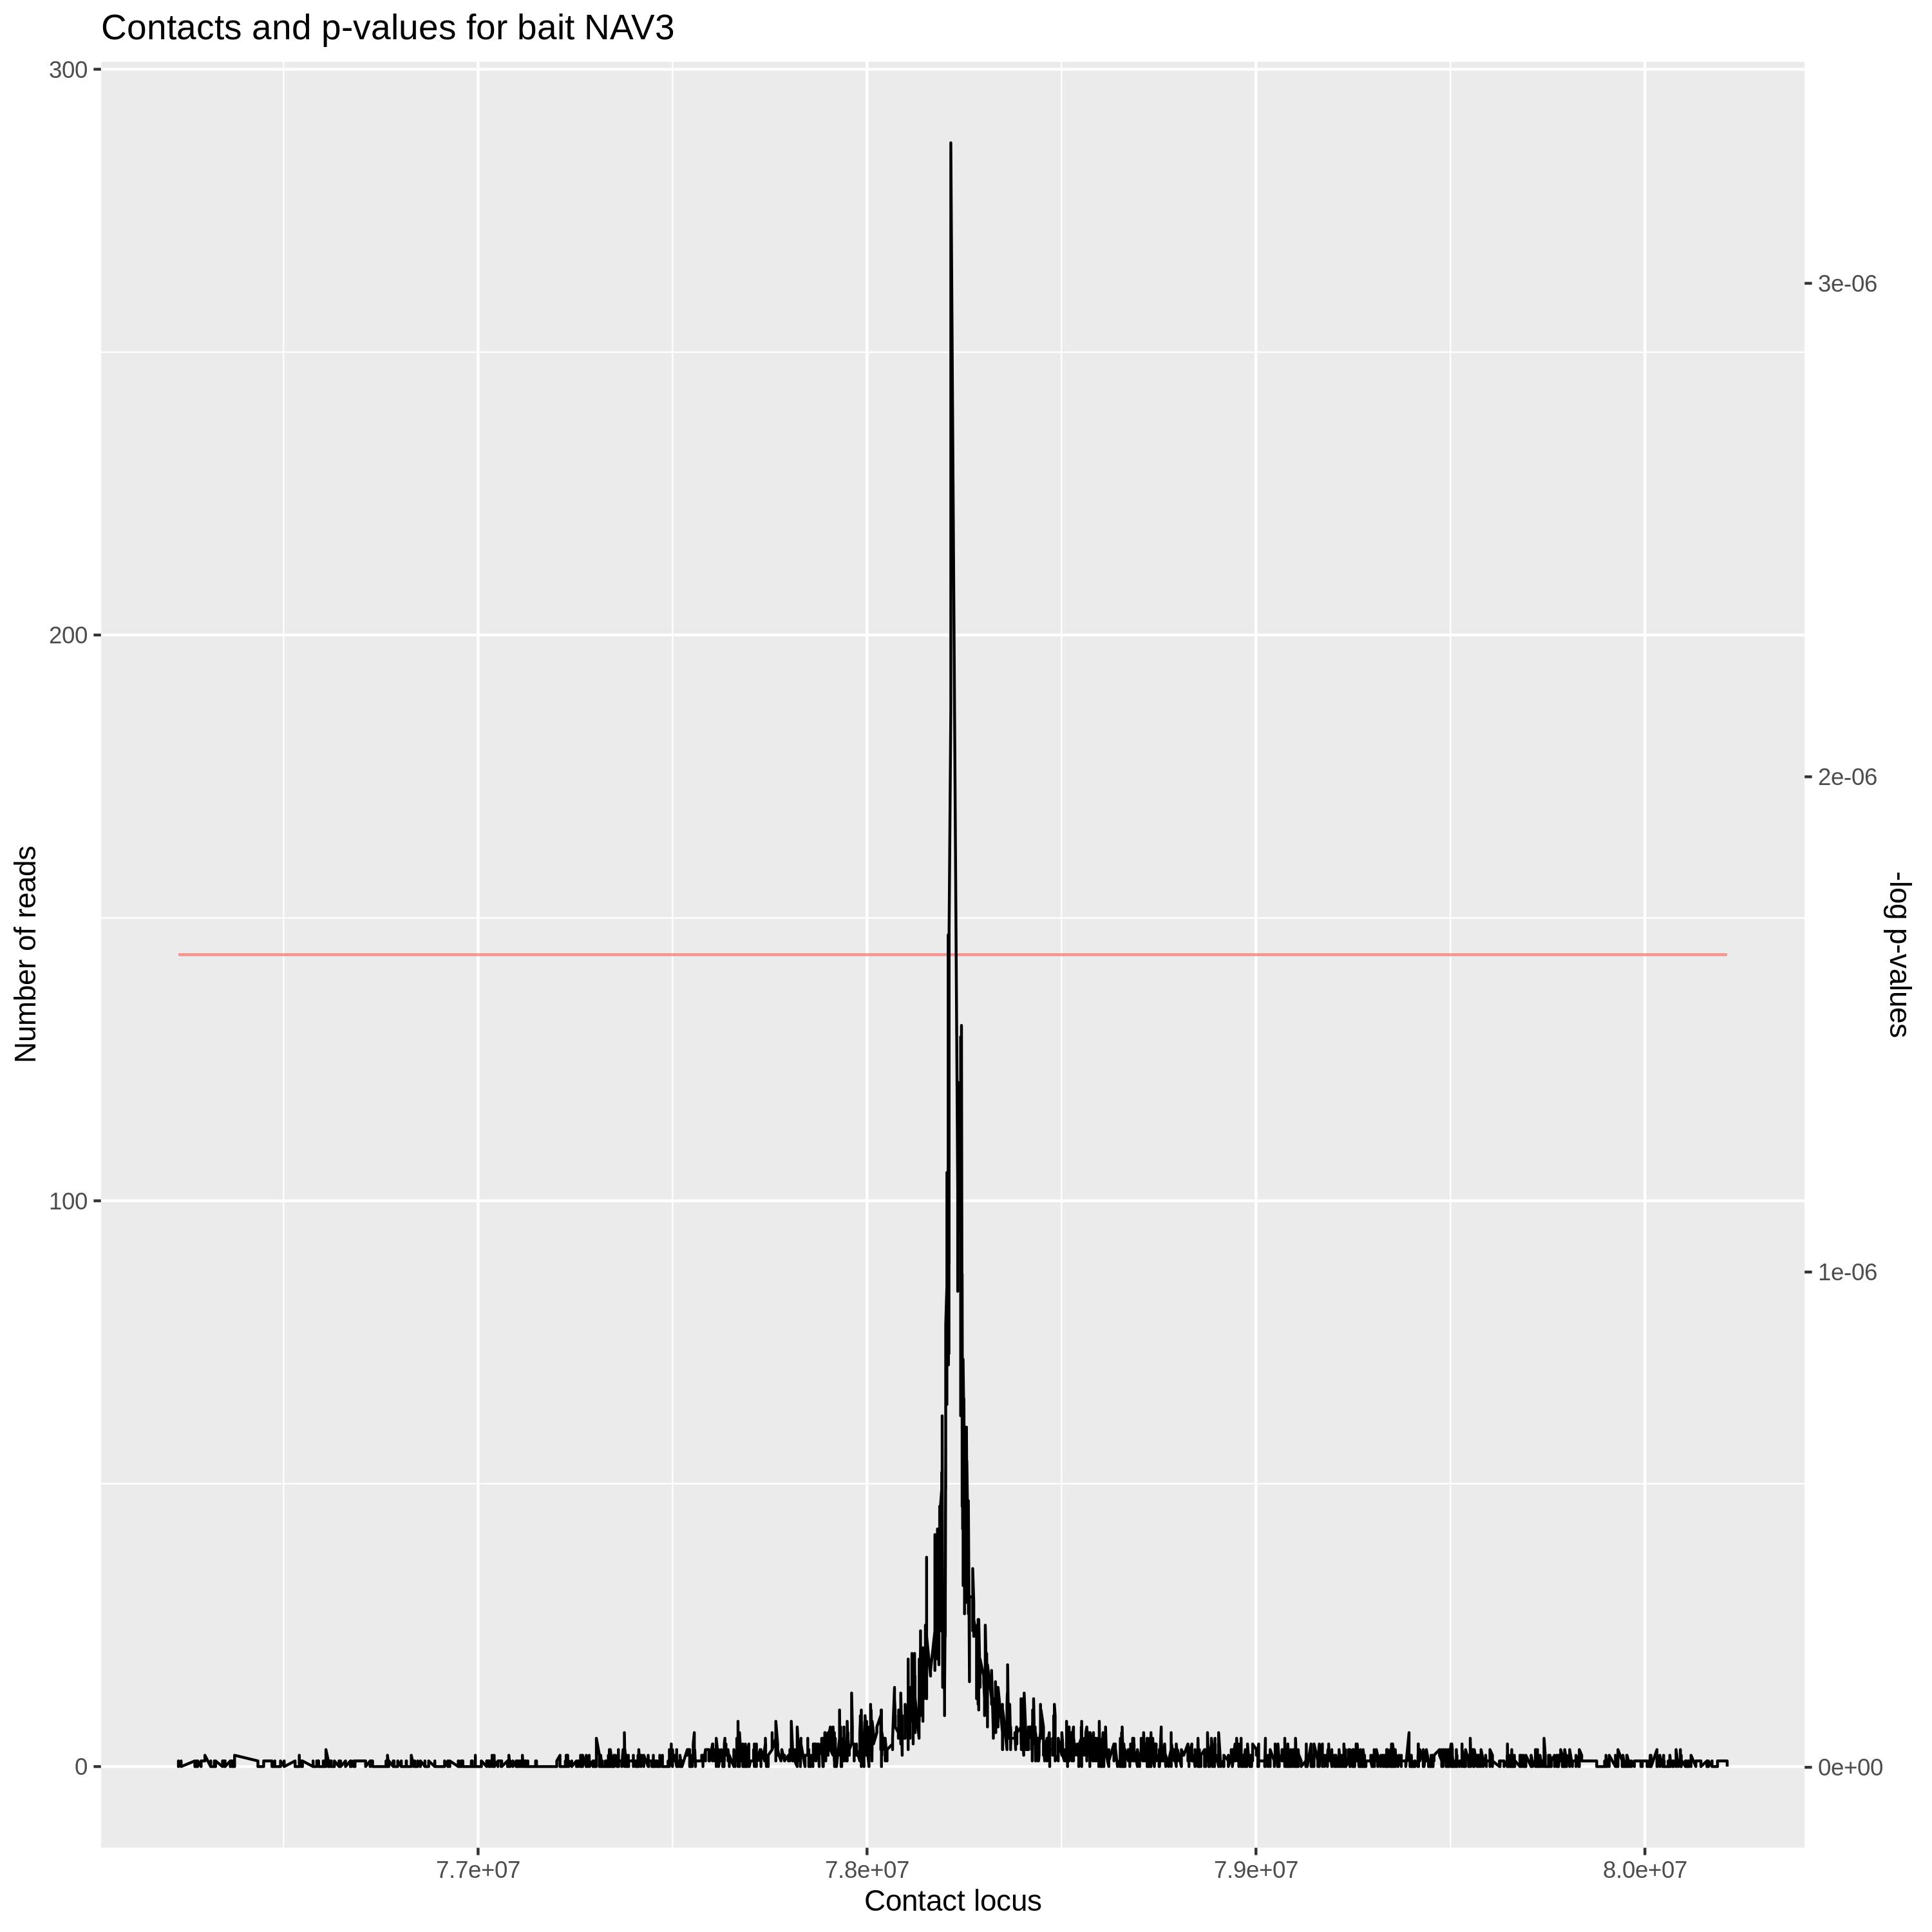 Contacts and p-values for bait NAV3
300
200
100
0
Number of reads
3e-06
2e-06
1e-06
0e+00
-log p-values
7.7e+07 7.8e+07 7.9e+07 8.0e+07
Contact locus